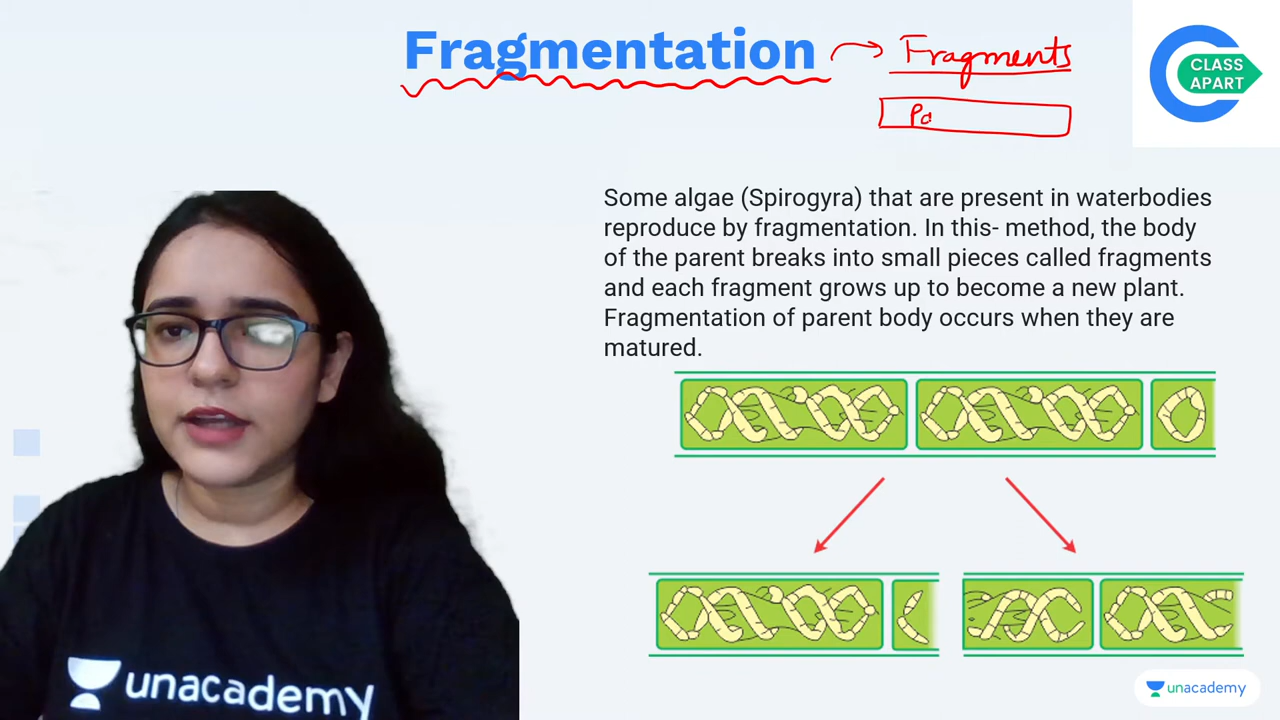 Fragmentation → Fragments
CLASS
APART
Pa
Some algae (Spirogyra) that are present in waterbodies
reproduce by fragmentation. In this- method, the body
of the parent breaks into small pieces called fragments
and each fragment grows up to become a new plant.
Fragmentation of parent body occurs when they are
matured.
unacademy
unacademy